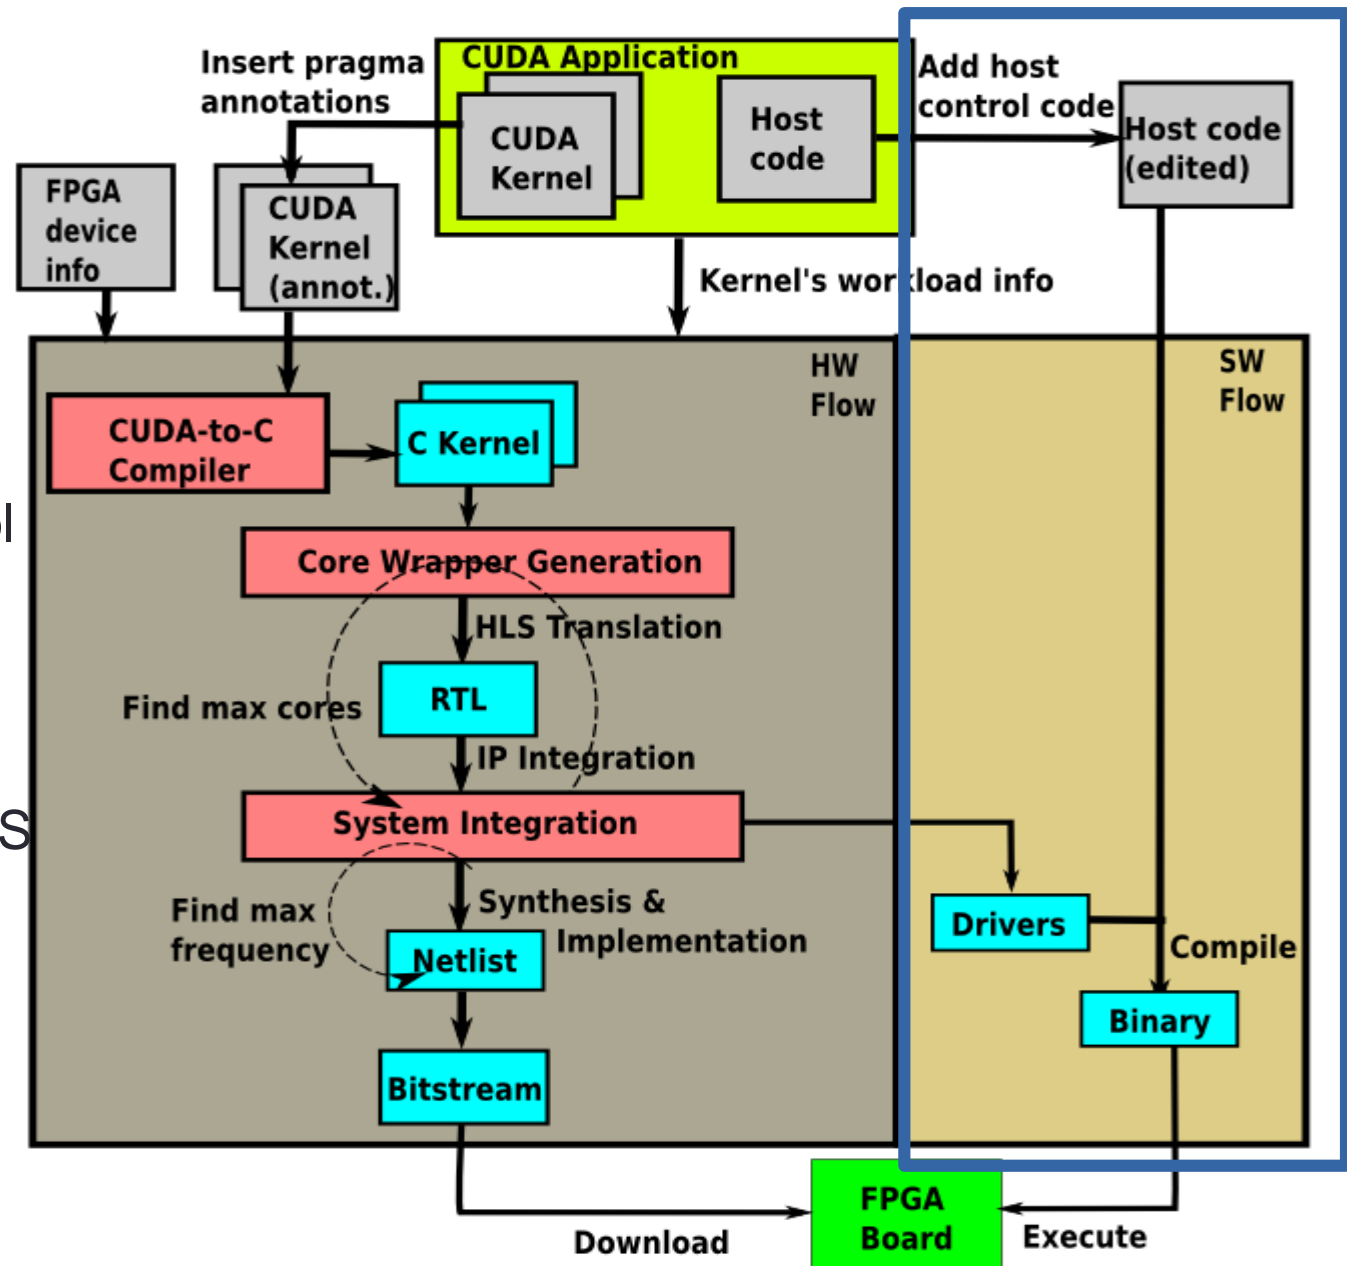 Insert pragma
annotations
CUDA Application
CUDA
Kernel
Host
code
Add host
control code
Host code
(edited)
FPGA
device
info
CUDA
Kernel
(annot.)
Kernel's workload info
HW
Flow
SW
Flow
CUDA-to-C
Compiler
C Kernel
ol
Core Wrapper Generation
HLS Translation
RTL
Find max cores
IP Integration
S
System Integration
Find max
frequency
Synthesis &
Implementation
Netlist
Drivers
Compile
Binary
Bitstream
FPGA
Board
Download
Execute